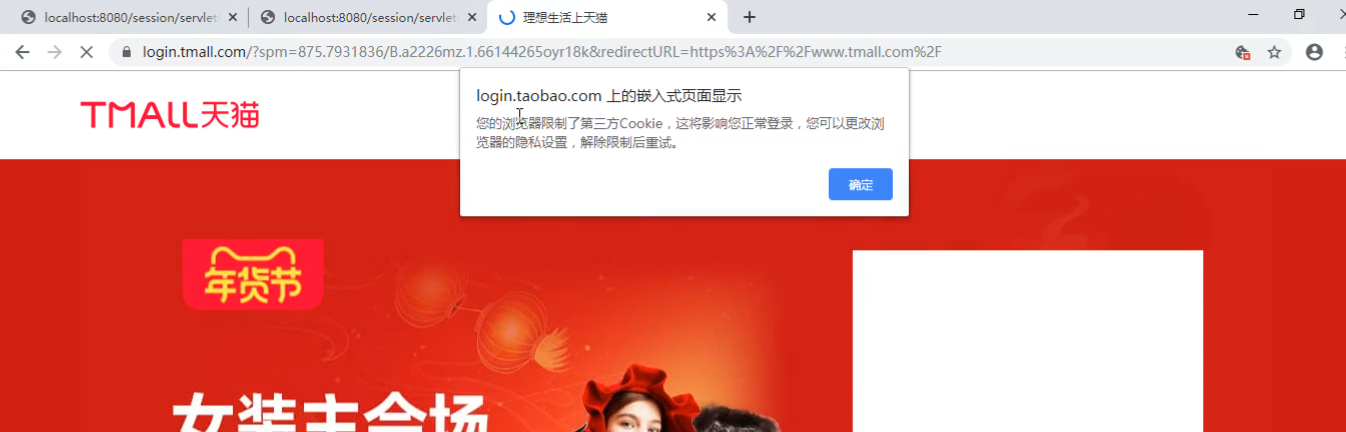 localhost:8080/session/servlet
localhost:8080/session/servlet
理想生活上天猫
login.tmall.com/?spm=875.7931836/B.a2226mz.1.66144265oyr18k&redirectURL=https%3A%2F%2Fwww.tmall.com%2F
TMALL天猫
login.taobao.com 上的嵌入式页面显示
您的浏览器限制了第三方Cookie，这将影响您正常登录，您可以更改浏
览器的隐私设置，解除限制后重试。
确定
年货节
女装主会场